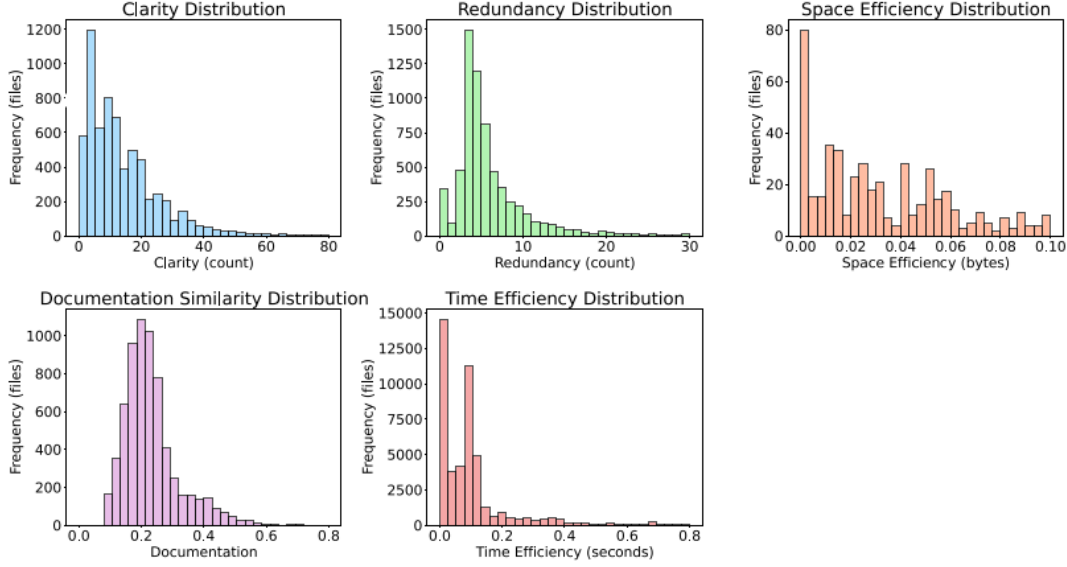 Clarity Distribution
1200
1000
800
600
400
200
0
Frequency (files)
0 20 40 60 80
Clarity (count)
Redundancy Distribution
1500
1250
1000
750
500
250
0
Frequency (files)
0 10 20 30
Redundancy (count)
Space Efficiency Distribution
80
60
40
20
0
Frequency (files)
0.00 0.02 0.04 0.06 0.08 0.10
Space Efficiency (bytes)
Documentation Similarity Distribution
1000
800
600
400
200
0
Frequency (files)
0.0 0.2 0.4 0.6 0.8
Documentation
Time Efficiency Distribution
15000
12500
10000
7500
5000
2500
0
Frequency (files)
0.0 0.2 0.4 0.6 0.8
Time Efficiency (seconds)